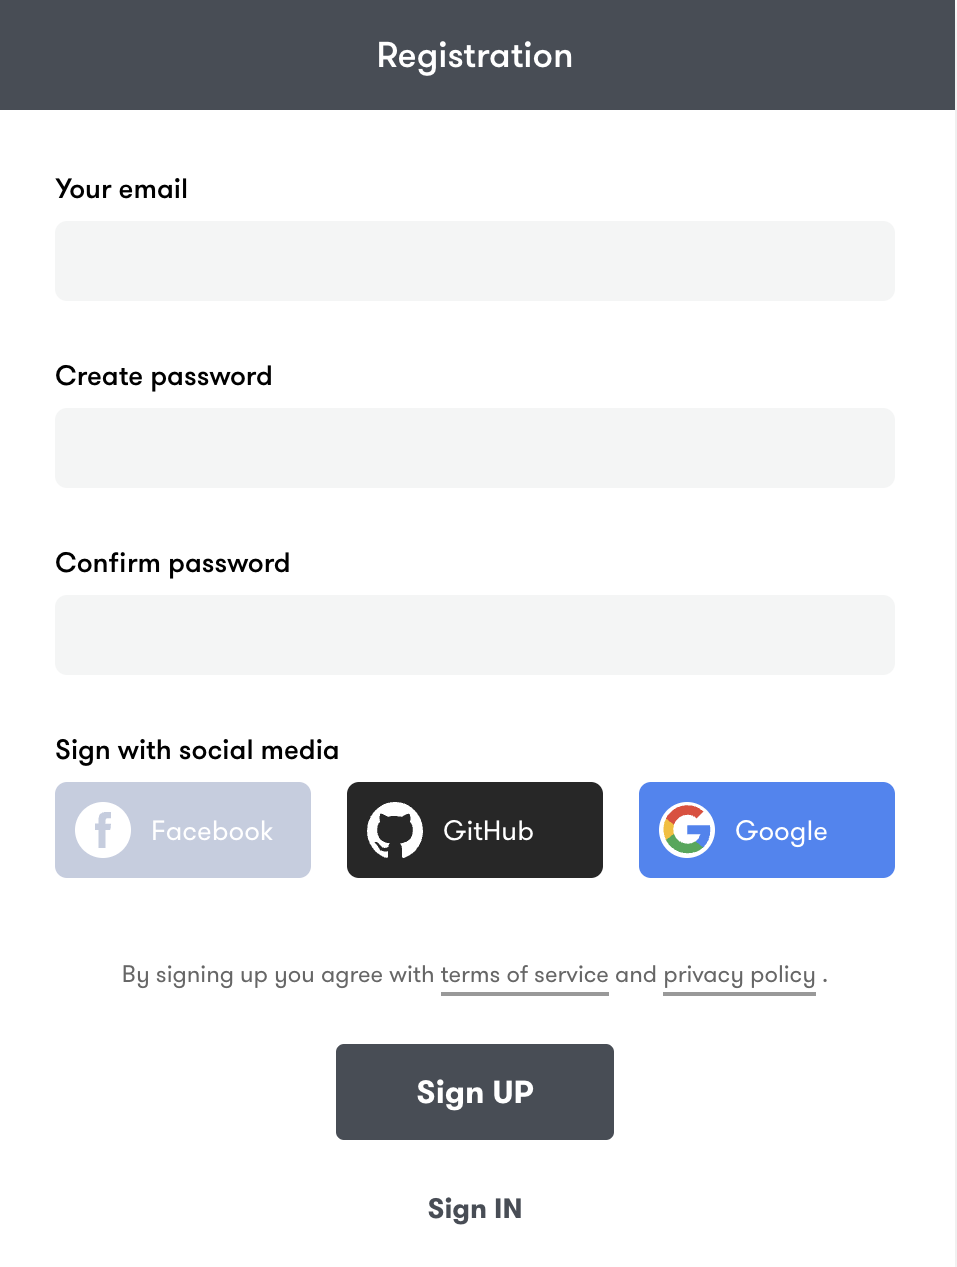 Registration
Your email
Create password
Confirm password
Sign with social media
Facebook GitHub Google
By signing up you agree with terms of service and privacy policy .
Sign UP
Sign IN